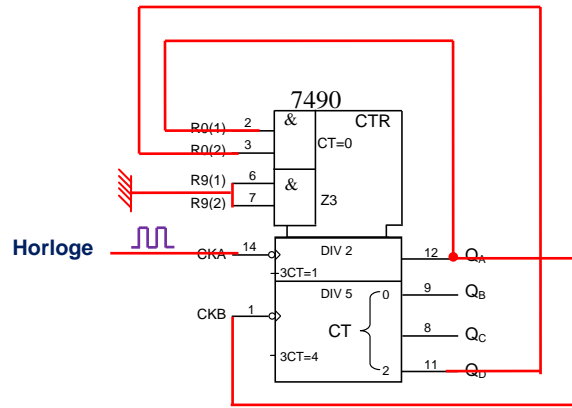 7490
& CTR
R0(1) 2
CT=0
R0(2) 3
R9(1) 6
& Z3
R9(2) 7
Horloge
CKA 14 DIV 2 12 QA
3CT=1
DIV 5 0 9 QB
CKB 1
CT 8 QC
3CT=4
2 11 QD